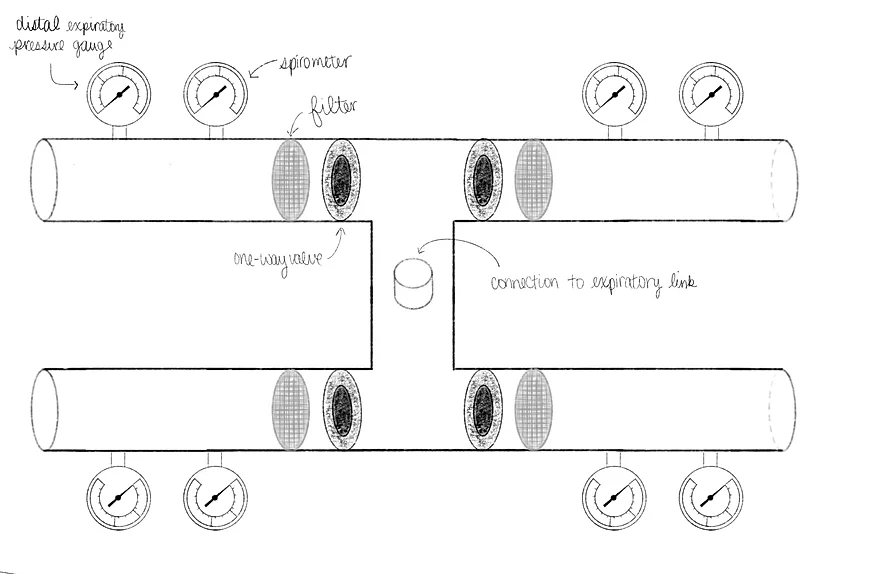 distal expiratory
pressure gauge
spirometer
filter
one-way valve
connection to expiratory link